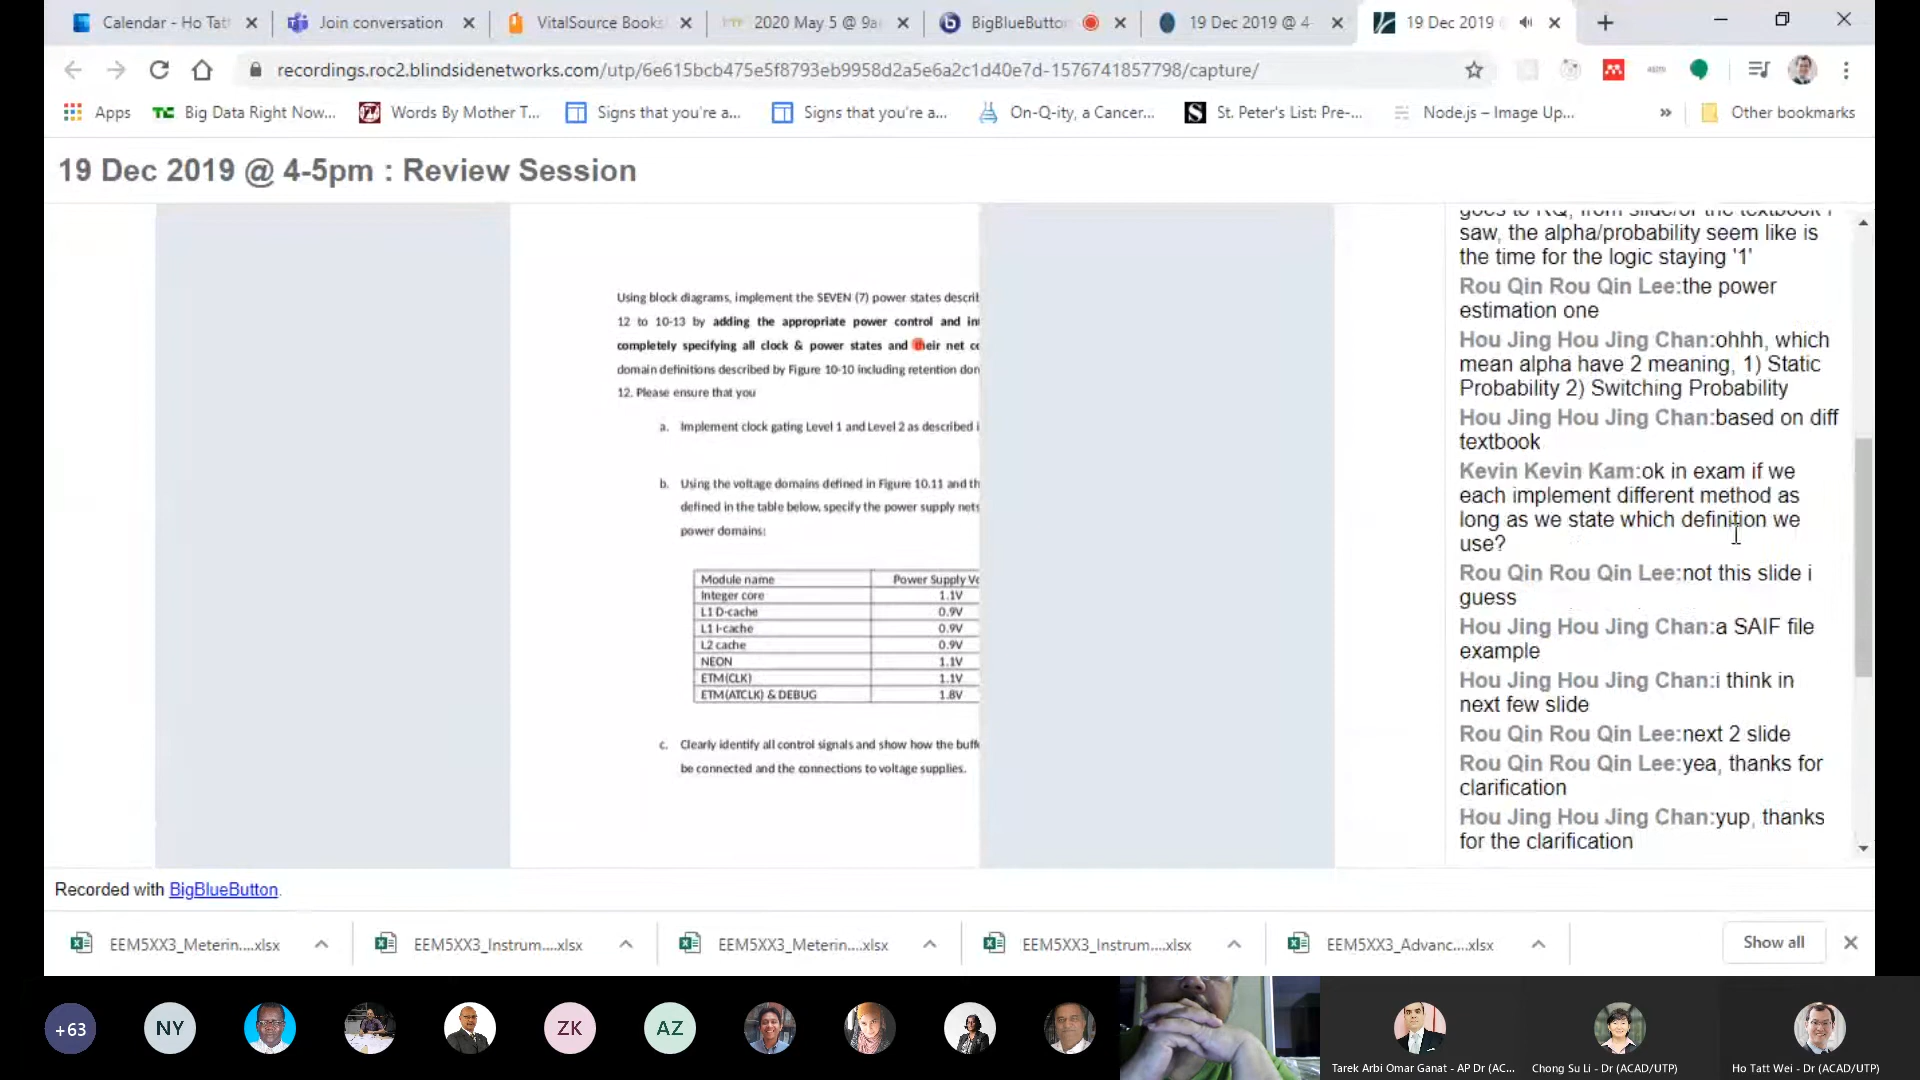 Calendar - Ho Tat
Join conversation
VitalSource Books
2020 May 5 @ 9a
BigBlueButto
19 Dec 2019 @ 4-
19 Dec 2019
recordings.roc2.blindsidenetworks.com/utp/6e615bcb475e5f8793eb9958d2a5e6a2c1d40e7d-1576741857798/capture/
Apps
Big Data Right Now...
Words By Mother T...
Signs that you're a...
Signs that you're a...
On-Q-ity, a Cancer...
St. Peter's List: Pre-...
Node.js – Image Up...
»
Other bookmarks
19 Dec 2019 @ 4-5pm : Review Session
Using block diagrams, implement the SEVEN (7) power states descri
12 to 10-13 by adding the appropriate power control and in
completely specifying all clock & power states and their net c
domain definitions described by Figure 10-10 including retention do
12. Please ensure that you
a. Implement clock gating Level 1 and Level 2 as described i
b. Using the voltage domains defined in Figure 10.11 and th
defined in the table below, specify the power supply nets
power domains:
Module name Power Supply Vo
Integer core 1.1V
L1 D-cache 0.9V
L1 I-cache 0.9V
L2 cache 0.9V
NEON 1.1V
ETM(CLK) 1.1V
ETM(ATCLK) & DEBUG 1.8V
c. Clearly identify all control signals and show how the buff
be connected and the connections to voltage supplies.
goes to RQ, from slide/or the textbook i
saw, the alpha/probability seem like is
the time for the logic staying '1'
Rou Qin Rou Qin Lee:the power
estimation one
Hou Jing Hou Jing Chan:ohhh, which
mean alpha have 2 meaning, 1) Static
Probability 2) Switching Probability
Hou Jing Hou Jing Chan:based on diff
textbook
Kevin Kevin Kam:ok in exam if we
each implement different method as
long as we state which definition we
use?
Rou Qin Rou Qin Lee:not this slide i
guess
Hou Jing Hou Jing Chan:a SAIF file
example
Hou Jing Hou Jing Chan:i think in
next few slide
Rou Qin Rou Qin Lee:next 2 slide
Rou Qin Rou Qin Lee:yea, thanks for
clarification
Hou Jing Hou Jing Chan:yup, thanks
for the clarification
Recorded with BigBlueButton.
EEM5XX3_Meterin....xlsx
EEM5XX3_Instrum....xlsx
EEM5XX3_Meterin....xlsx
EEM5XX3_Instrum....xlsx
EEM5XX3_Advanc....xlsx
Show all
+63
NY
ZK
AZ
Tarek Arbi Omar Ganat - AP Dr (AC...
Chong Su Li - Dr (ACAD/UTP)
Ho Tatt Wei - Dr (ACAD/UTP)